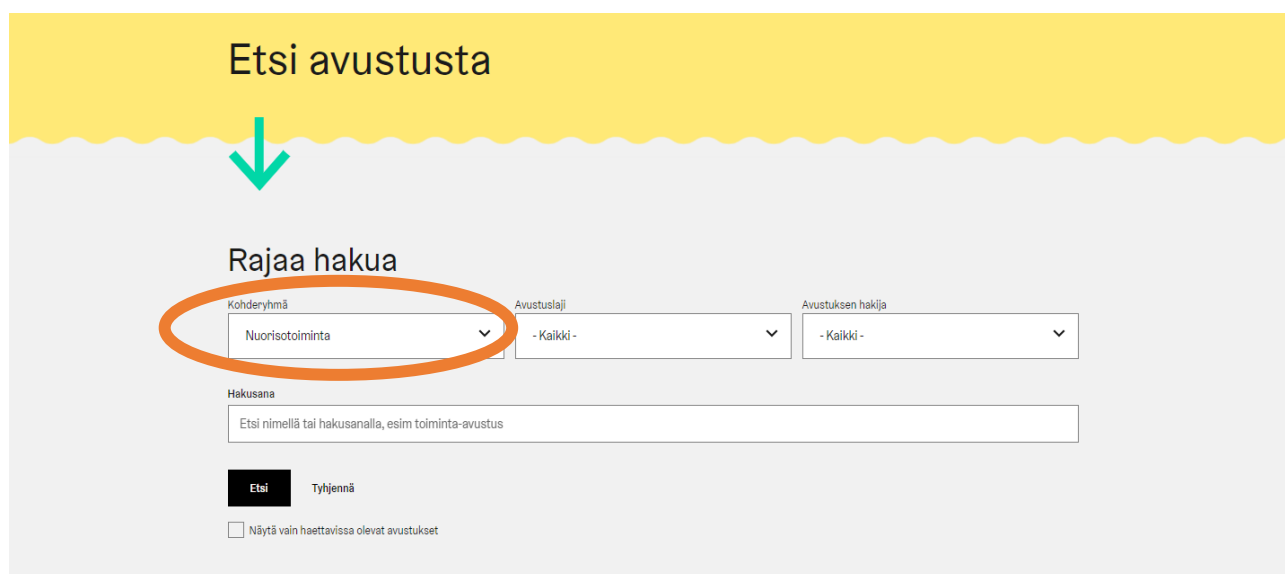 Etsi avustusta
Rajaa hakua
Kohderyhmä Avustuslaji Avustuksen hakija
Nuorisotoiminta - Kaikki - - Kaikki -
Hakusana
Etsi nimellä tai hakusanalla, esim toiminta-avustus
Etsi Tyhjennä
Näytä vain haettavissa olevat avustukset